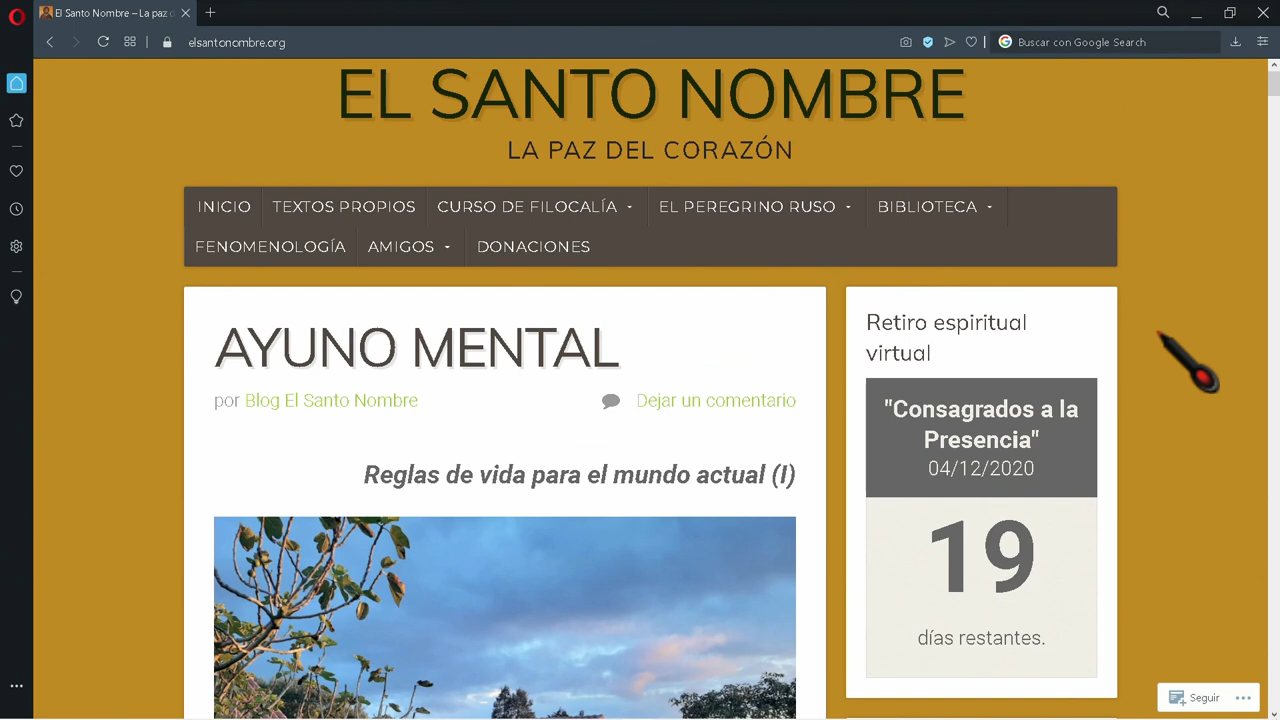 El Santo Nombre – La paz d
elsantonombre.org
Buscar con Google Search
EL SANTO NOMBRE
LA PAZ DEL CORAZÓN
INICIO TEXTOS PROPIOS CURSO DE FILOCALÍA EL PEREGRINO RUSO BIBLIOTECA
FENOMENOLOGÍA AMIGOS DONACIONES
AYUNO MENTAL
por Blog El Santo Nombre Dejar un comentario
Reglas de vida para el mundo actual (I)
Retiro espiritual
virtual
"Consagrados a la
Presencia"
04/12/2020
19
días restantes.
Seguir